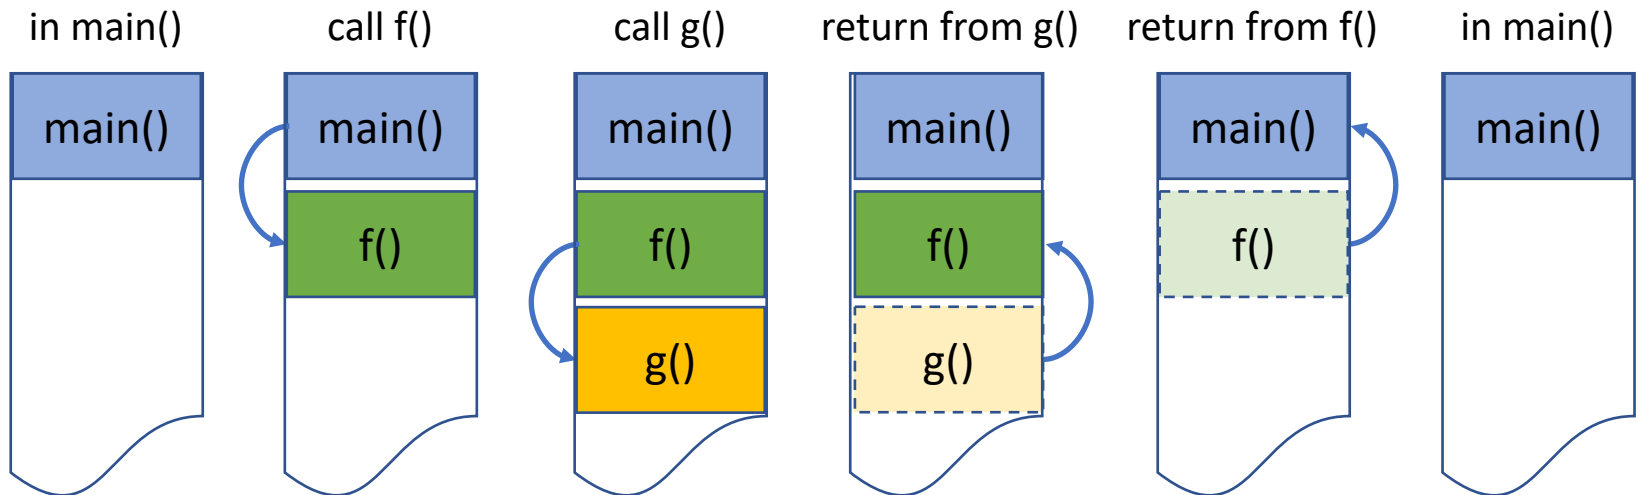 in main() call f() call g() return from g() return from f() in main()
main() main() main() main() main() main()
f() f() f() f()
g() g()